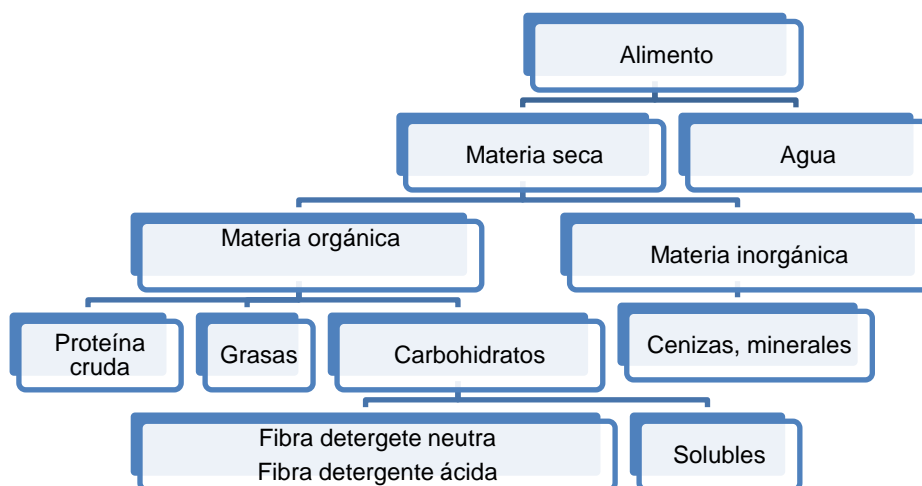 Alimento
Materia seca
Agua
Materia orgánica
Materia inorgánica
Proteína
cruda
Grasas
Carbohidratos
Cenizas, minerales
Fibra detergete neutra
Fibra detergente ácida
Solubles